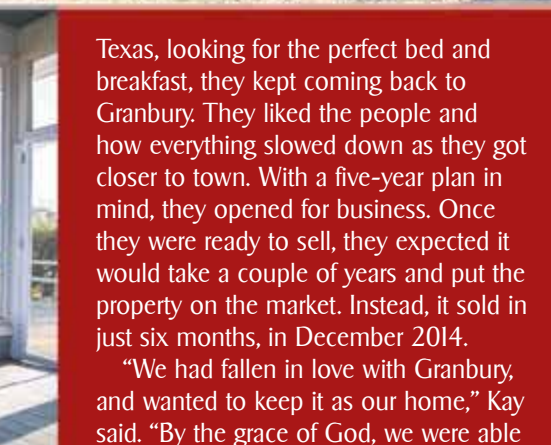 Texas, looking for the perfect bed and
breakfast, they kept coming back to
Granbury. They liked the people and
how everything slowed down as they got
closer to town. With a five-year plan in
mind, they opened for business. Once
they were ready to sell, they expected it
would take a couple of years and put the
property on the market. Instead, it sold in
just six months, in December 2014.
“We had fallen in love with Granbury,
and wanted to keep it as our home,” Kay
said. “By the grace of God, we were able